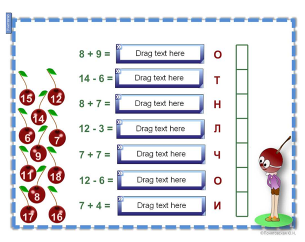 8 + 9 = Drag text here О
14 - 6 = Drag text here Т
8 + 7 = Drag text here Н
12 - 3 = Drag text here Л
7 + 7 = Drag text here Ч
12 - 6 = Drag text here О
7 + 4 = Drag text here И
15 12
14
6 7
9
11 18
8
17 16